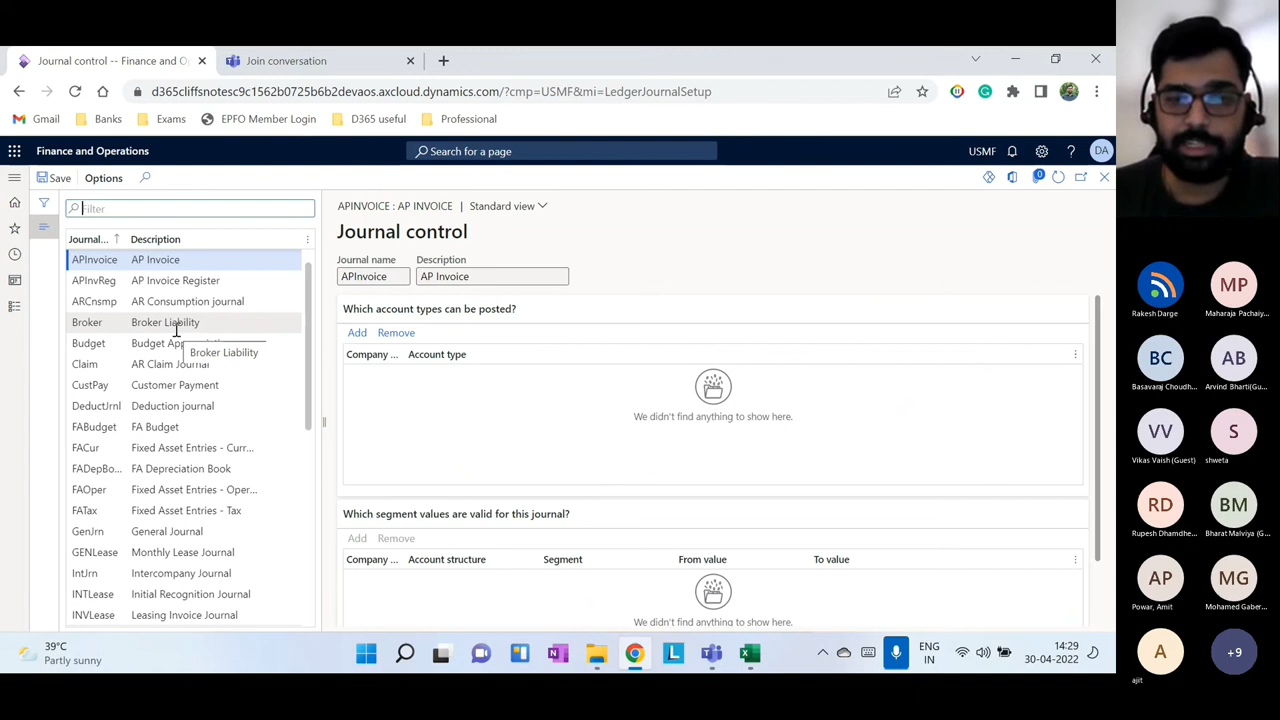 Journal control -- Finance and O
Join conversation
d365cliffsnotesc9c1562b0725b6b2devaos.axcloud.dynamics.com/?cmp=USMF&mi=LedgerJournalSetup
Gmail Banks Exams EPFO Member Login D365 useful Professional
Finance and Operations
Search for a page
USMF
DA
Save Options
0
Filter
APINVOICE : AP INVOICE | Standard view
Journal control
Journal... Description
Journal name Description
APInvoice AP Invoice
APInvoice AP Invoice
APInvReg AP Invoice Register
ARCnsmp AR Consumption journal
Broker Broker Liability
Budget Budget App
Broker Liability
Claim AR Claim Journal
CustPay Customer Payment
DeductJrnl Deduction journal
FABudget FA Budget
FACur Fixed Asset Entries - Curr...
FADepBo... FA Depreciation Book
FAOper Fixed Asset Entries - Oper...
FATax Fixed Asset Entries - Tax
GenJrn General Journal
GENLease Monthly Lease Journal
IntJrn Intercompany Journal
INTLease Initial Recognition Journal
INVLease Leasing Invoice Journal
Which account types can be posted?
Add Remove
Company ... Account type
We didn't find anything to show here.
Which segment values are valid for this journal?
Add Remove
Company ... Account structure Segment From value To value
We didn't find anything to show here.
39°C
Partly sunny
ENG
IN
14:29
30-04-2022
MP
Rakesh Darge Maharaja Pachaiy...
BC AB
Basavaraj Choudh... Arvind Bharti(Gu...
VV S
Vikas Vaish (Guest) shweta
RD BM
Rupesh Dhamdhe... Bharat Malviya (G...
AP MG
Powar, Amit Mohamed Gaber...
A +9
ajit